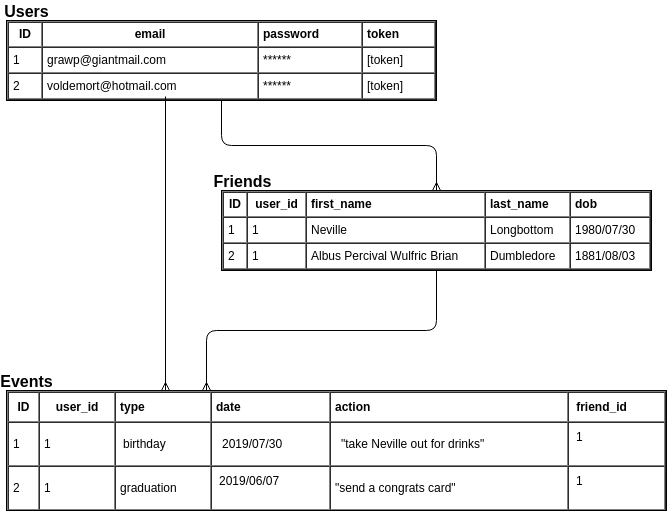 Users
ID email password token
1 grawp@giantmail.com ****** [token]
2 voldemort@hotmail.com ****** [token]
Friends
ID user_id first_name last_name dob
1 1 Neville Longbottom 1980/07/30
2 1 Albus Percival Wulfric Brian Dumbledore 1881/08/03
Events
ID user_id type date action friend_id
1 1 birthday 2019/07/30 "take Neville out for drinks" 1
2 1 graduation 2019/06/07 "send a congrats card" 1